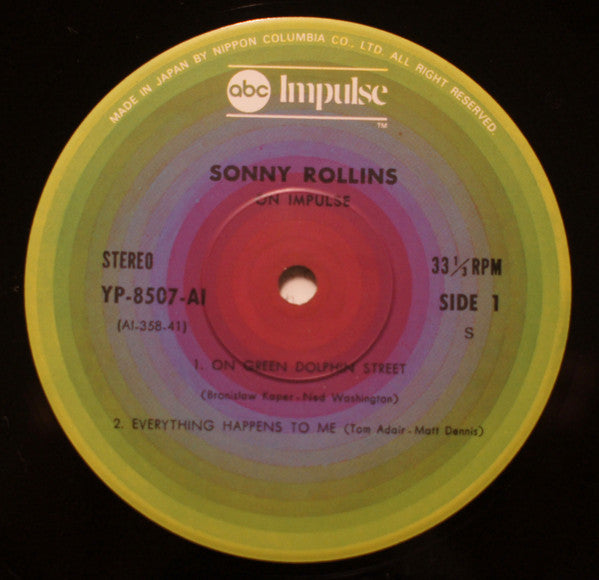 MADE IN JAPAN BY NIPPON COLUMBIA CO., LTD. ALL RIGHT RESERVED.
abc Impulse
TM
SONNY ROLLINS
ON IMPULSE
STEREO
33 1/3 RPM
YP-8507-AI
SIDE 1
(AI-358-41)
S
1. ON GREEN DOLPHIN STREET
(Bronislaw Kaper - Ned Washington)
2. EVERYTHING HAPPENS TO ME (Tom Adair - Matt Dennis)